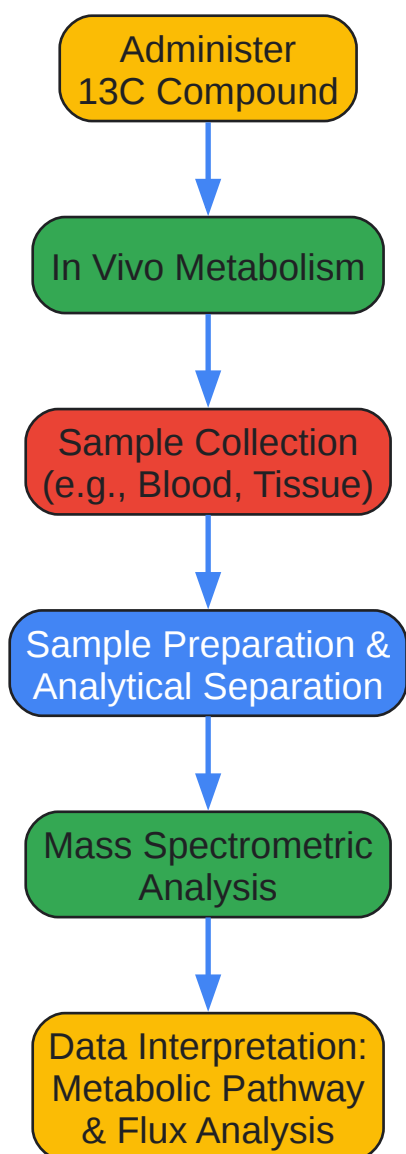 Administer
13C Compound
In Vivo Metabolism
Sample Collection
(e.g., Blood, Tissue)
Sample Preparation &
Analytical Separation
Mass Spectrometric
Analysis
Data Interpretation:
Metabolic Pathway
& Flux Analysis